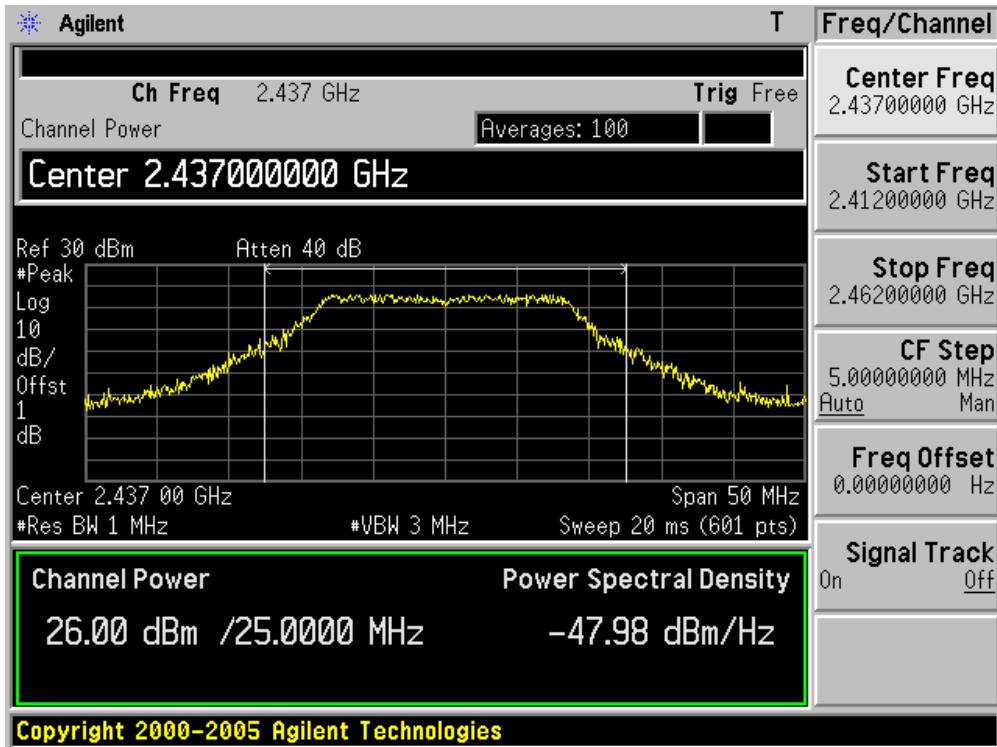 Agilent T
Ch Freq 2.437 GHz Trig Free
Channel Power Averages: 100
Center 2.437000000 GHz
Ref 30 dBm Atten 40 dB
#Peak
Log
10
dB/
Offst
1
dB
Center 2.437 00 GHz Span 50 MHz
#Res BW 1 MHz #VBW 3 MHz Sweep 20 ms (601 pts)
Channel Power Power Spectral Density
26.00 dBm /25.0000 MHz -47.98 dBm/Hz
Copyright 2000-2005 Agilent Technologies
Freq/Channel
Center Freq
2.43700000 GHz
Start Freq
2.41200000 GHz
Stop Freq
2.46200000 GHz
CF Step
5.00000000 MHz
Auto Man
Freq Offset
0.00000000 Hz
Signal Track
On Off